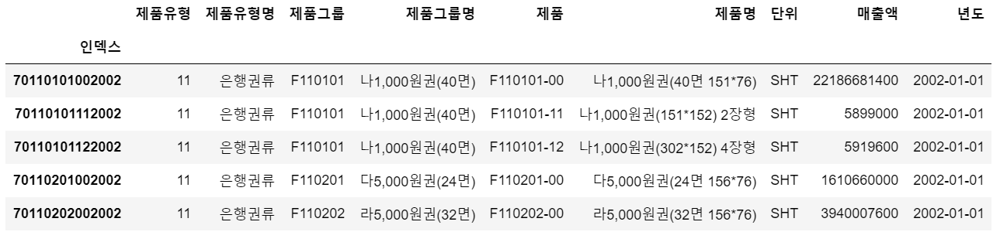 제품유형 제품유형명 제품그룹 제품그룹명 제품 제품명 단위 매출액 년도
인덱스
70110101002002 11 은행권류 F110101 나1,000원권(40면) F110101-00 나1,000원권(40면 151*76) SHT 22186681400 2002-01-01
70110101112002 11 은행권류 F110101 나1,000원권(40면) F110101-11 나1,000원권(151*152) 2장형 SHT 5899000 2002-01-01
70110101122002 11 은행권류 F110101 나1,000원권(40면) F110101-12 나1,000원권(302*152) 4장형 SHT 5919600 2002-01-01
70110201002002 11 은행권류 F110201 다5,000원권(24면) F110201-00 다5,000원권(24면 156*76) SHT 1610660000 2002-01-01
70110202002002 11 은행권류 F110202 라5,000원권(32면) F110202-00 라5,000원권(32면 156*76) SHT 3940007600 2002-01-01